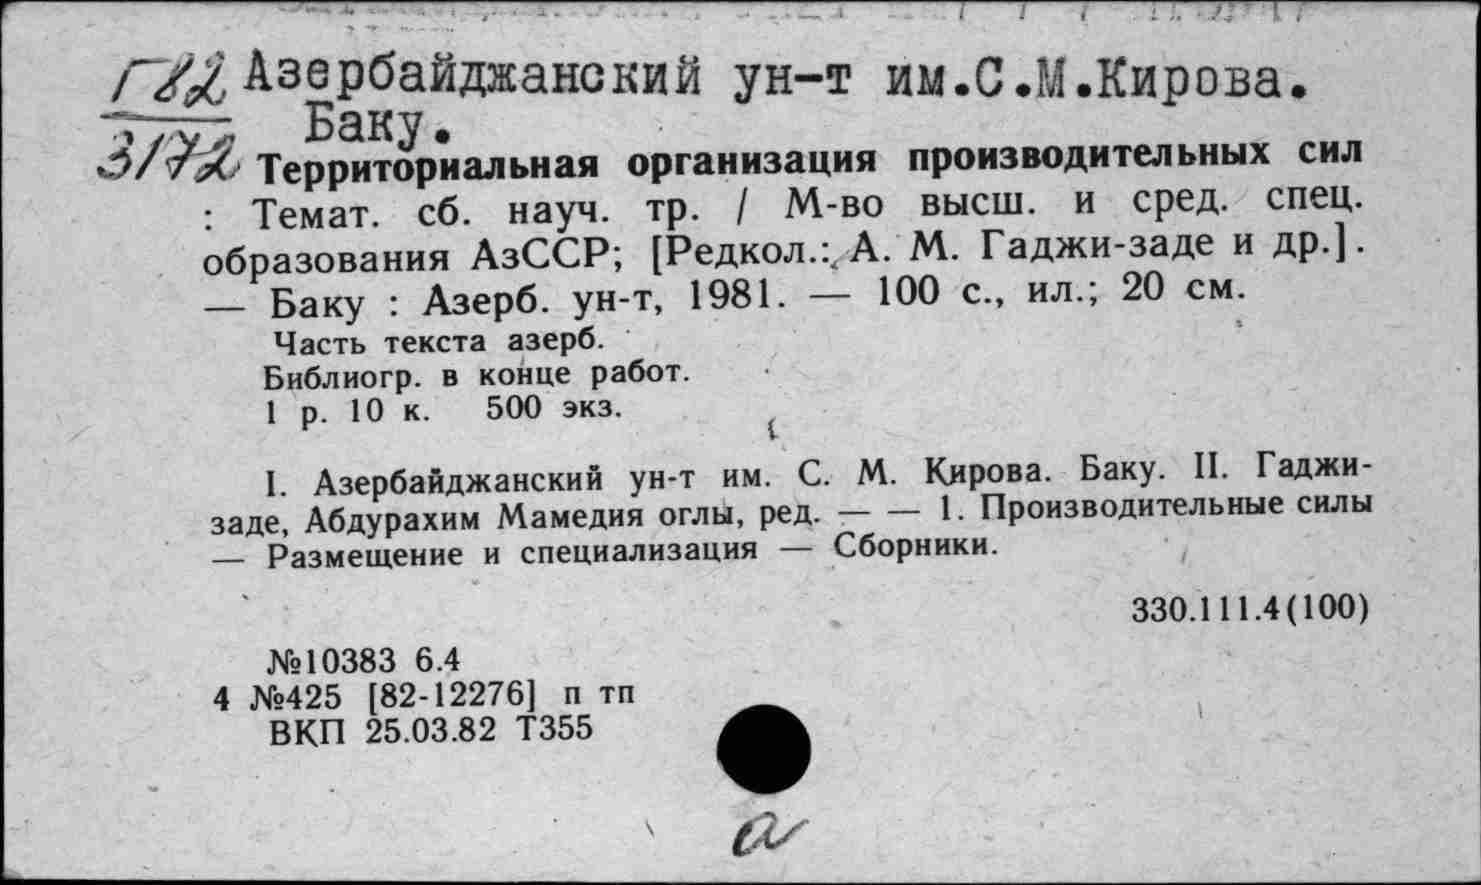 Г82 Азербайджанский ун-т им.С.М.Кирова.
3/72 Баку.
Территориальная организация производительных сил
: Темат. сб. науч. тр. / М-во высш. и сред. спец.
образования АзССР; [Редкол.: А. М. Гаджи-заде и др.].
— Баку : Азерб. ун-т, 1981. — 100 с., ил.; 20 см.
Часть текста азерб.
Библиогр. в конце работ.
1 р. 10 к. 500 экз.
I. Азербайджанский ун-т им. С. М. Кирова. Баку. II. Гаджи-
заде, Абдурахим Мамедия оглы, ред. — — 1. Производительные силы
— Размещение и специализация — Сборники.
330.111.4(100)
№10383 6.4
4 №425 [82-12276] п тп
ВКП 25.03.82 Т355
а